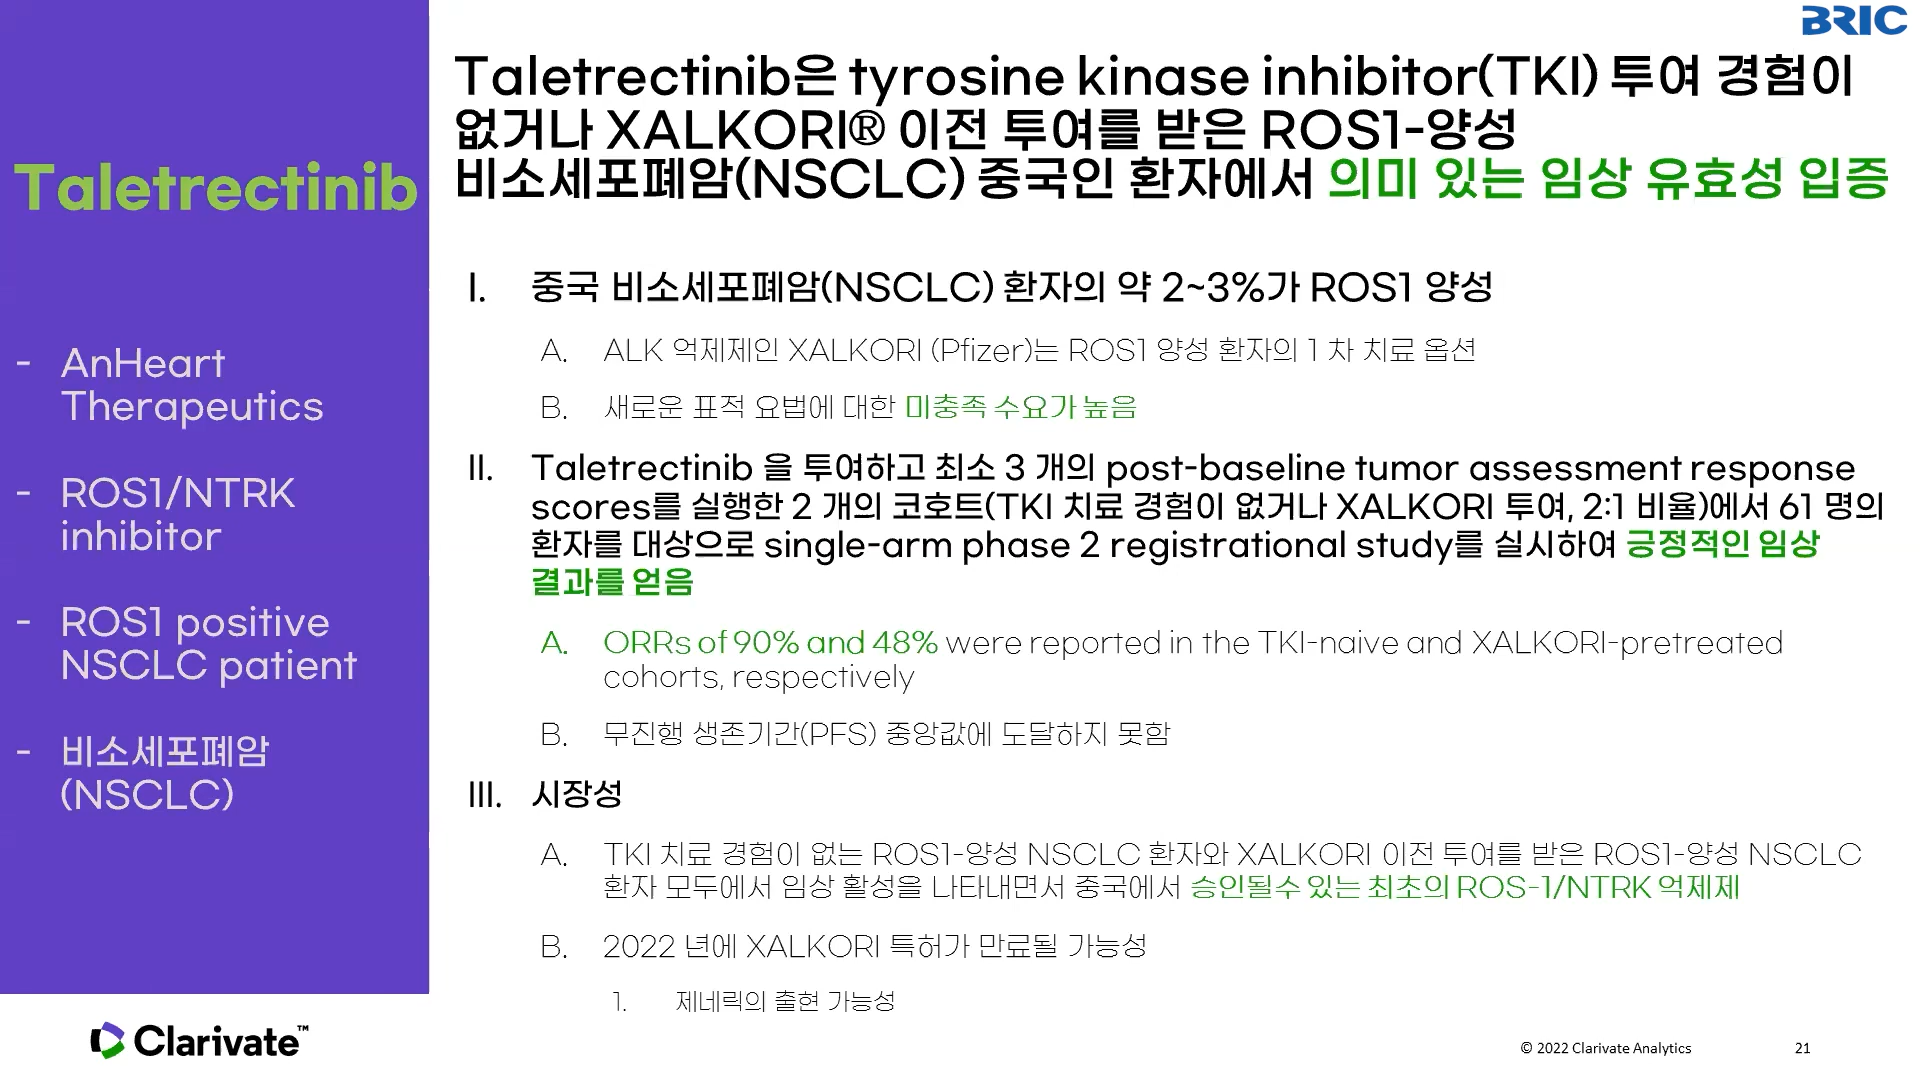 BRIC
Taletrectinib
- AnHeart
Therapeutics
- ROS1/NTRK
inhibitor
- ROS1 positive
NSCLC patient
- 비소세포폐암
(NSCLC)
Taletrectinib은 tyrosine kinase inhibitor(TKI) 투여 경험이
없거나 XALKORI® 이전 투여를 받은 ROS1-양성
비소세포폐암(NSCLC) 중국인 환자에서 의미 있는 임상 유효성 입증
I. 중국 비소세포폐암(NSCLC) 환자의 약 2~3%가 ROS1 양성
A. ALK 억제제인 XALKORI (Pfizer)는 ROS1 양성 환자의 1 차 치료 옵션
B. 새로운 표적 요법에 대한 미충족 수요가 높음
II. Taletrectinib 을 투여하고 최소 3 개의 post-baseline tumor assessment response
scores를 실행한 2 개의 코호트(TKI 치료 경험이 없거나 XALKORI 투여, 2:1 비율)에서 61 명의
환자를 대상으로 single-arm phase 2 registrational study를 실시하여 긍정적인 임상
결과를 얻음
A. ORRs of 90% and 48% were reported in the TKI-naive and XALKORI-pretreated
cohorts, respectively
B. 무진행 생존기간(PFS) 중앙값에 도달하지 못함
III. 시장성
A. TKI 치료 경험이 없는 ROS1-양성 NSCLC 환자와 XALKORI 이전 투여를 받은 ROS1-양성 NSCLC
환자 모두에서 임상 활성을 나타내면서 중국에서 승인될수 있는 최초의 ROS-1/NTRK 억제제
B. 2022 년에 XALKORI 특허가 만료될 가능성
1. 제네릭의 출현 가능성
Clarivate™
© 2022 Clarivate Analytics 21